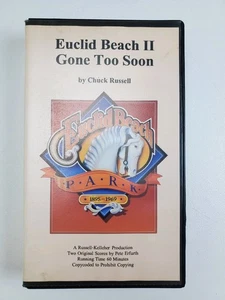 Euclid Beach II
Gone Too Soon
by Chuck Russell
Euclid Beach
PARK
1895-1969
A Russell-Kelleher Production
Two Original Scores by Pete Erfurth
Running Time 60 Minutes
Copycoded to Prohibit Copying